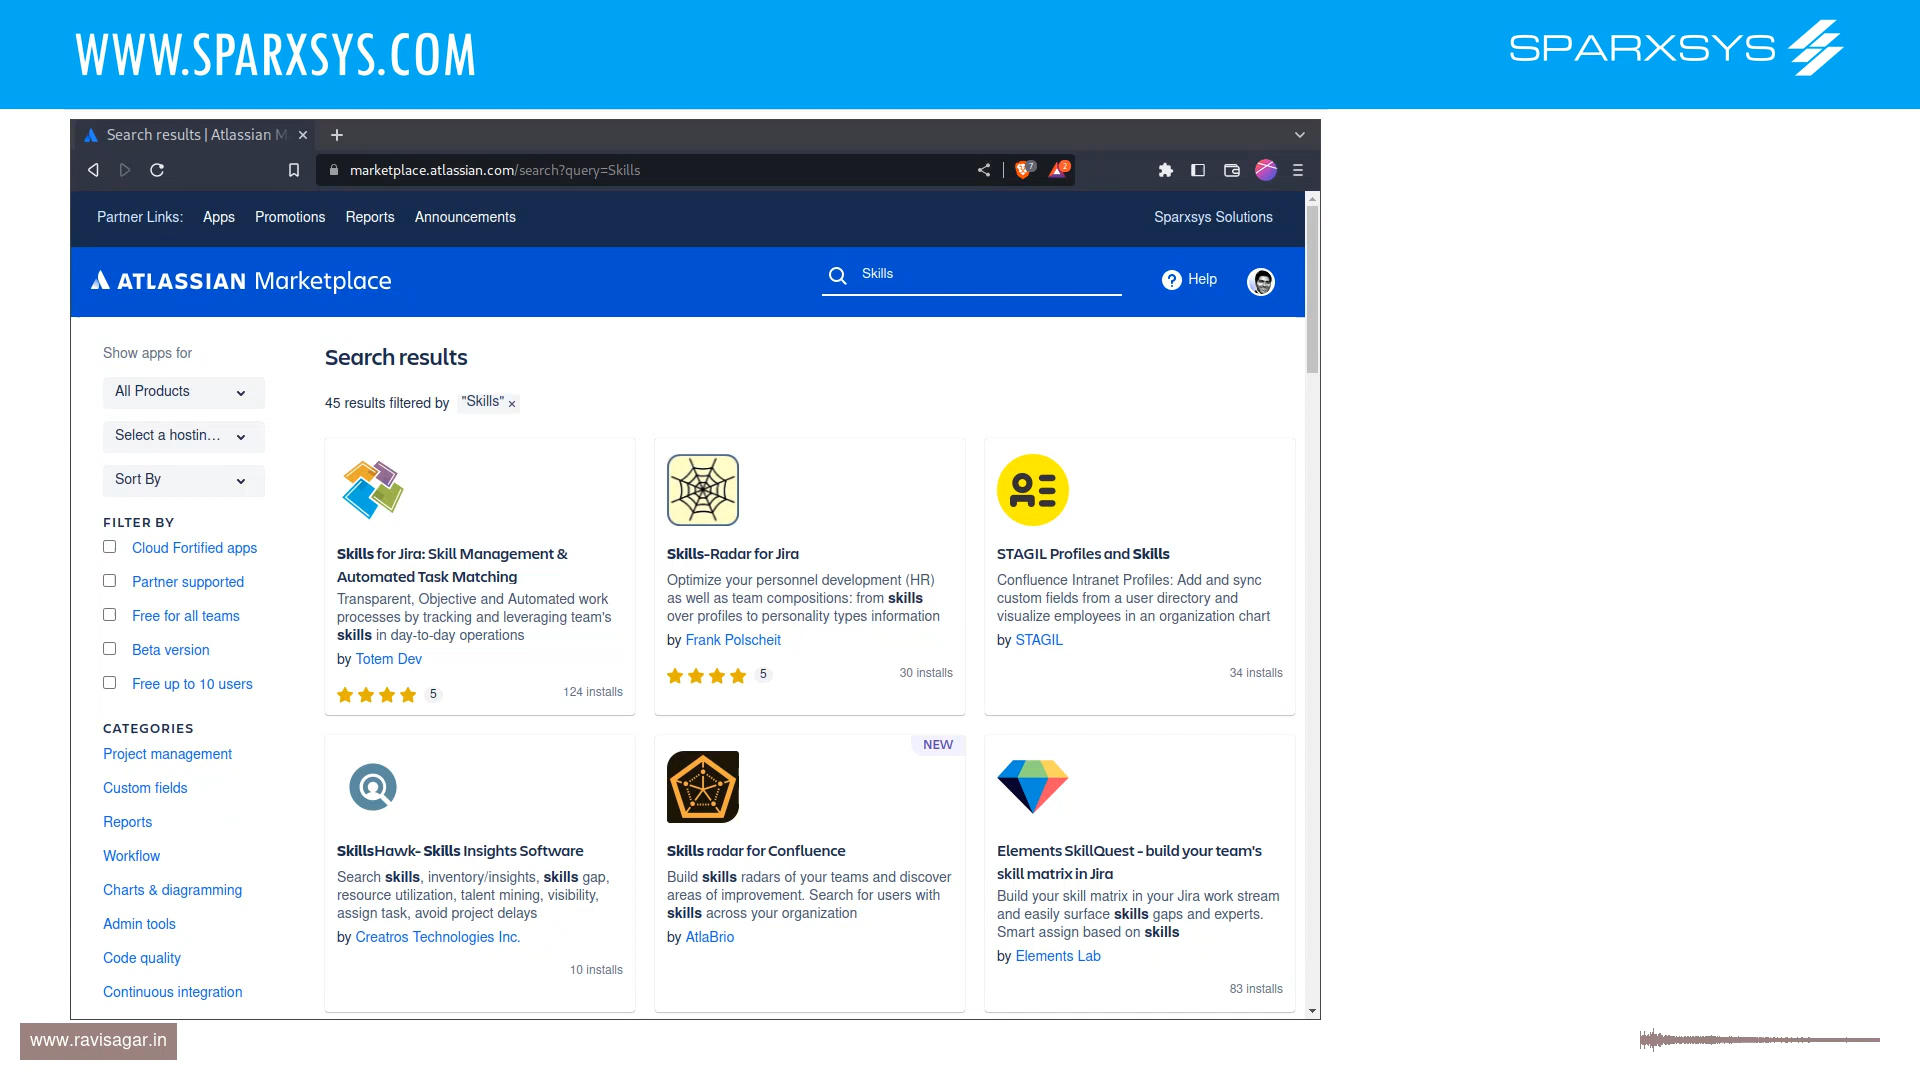 WWW.SPARXSYS.COM
SPARXSYS
Search results | Atlassian M
marketplace.atlassian.com/search?query=Skills
7
2
Partner Links:
Apps
Promotions
Reports
Announcements
Sparxsys Solutions
ATLASSIAN Marketplace
Skills
Help
Show apps for
All Products
Select a hostin...
Sort By
FILTER BY
Cloud Fortified apps
Partner supported
Free for all teams
Beta version
Free up to 10 users
CATEGORIES
Project management
Custom fields
Reports
Workflow
Charts & diagramming
Admin tools
Code quality
Continuous integration
Search results
45 results filtered by "Skills" ×
Skills for Jira: Skill Management &
Automated Task Matching
Transparent, Objective and Automated work
processes by tracking and leveraging team's
skills in day-to-day operations
by Totem Dev
5
124 installs
Skills-Radar for Jira
Optimize your personnel development (HR)
as well as team compositions: from skills
over profiles to personality types information
by Frank Polscheit
5
30 installs
STAGIL Profiles and Skills
Confluence Intranet Profiles: Add and sync
custom fields from a user directory and
visualize employees in an organization chart
by STAGIL
34 installs
SkillsHawk- Skills Insights Software
Search skills, inventory/insights, skills gap,
resource utilization, talent mining, visibility,
assign task, avoid project delays
by Creatros Technologies Inc.
10 installs
NEW
Skills radar for Confluence
Build skills radars of your teams and discover
areas of improvement. Search for users with
skills across your organization
by AtlaBrio
Elements SkillQuest - build your team's
skill matrix in Jira
Build your skill matrix in your Jira work stream
and easily surface skills gaps and experts.
Smart assign based on skills
by Elements Lab
83 installs
www.ravisagar.in